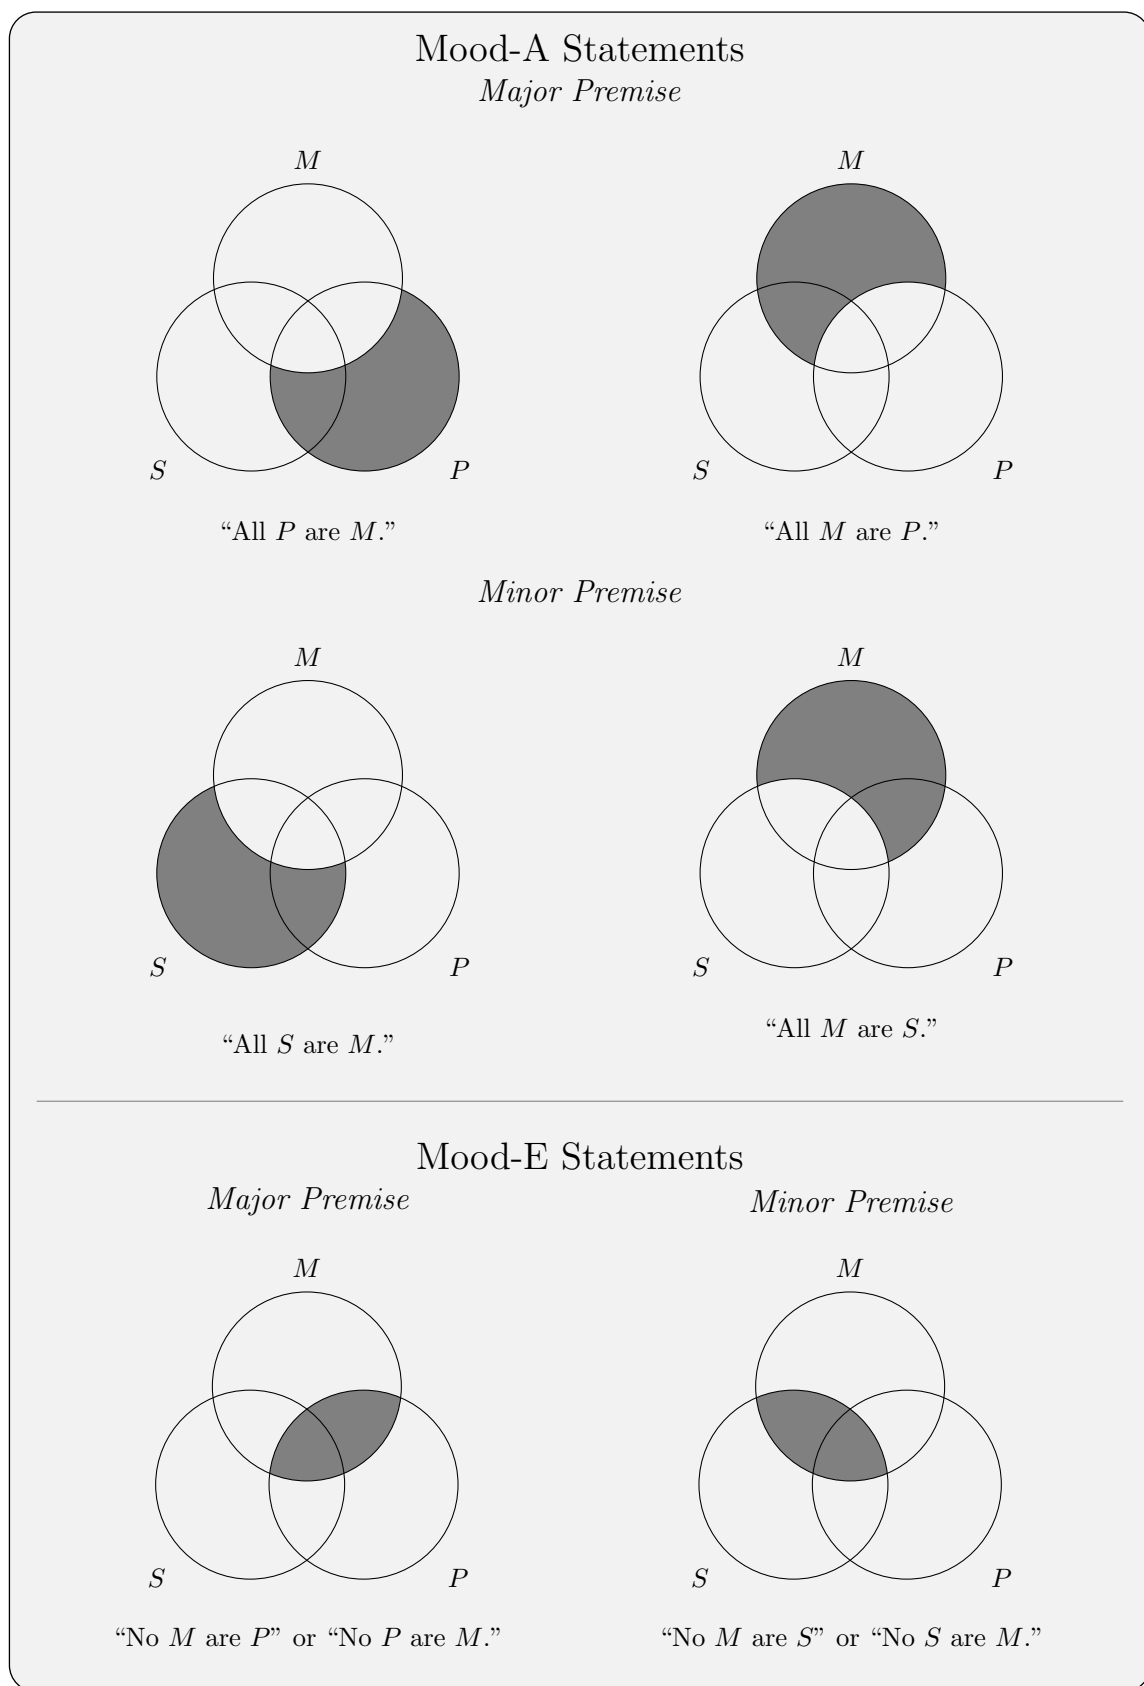 Mood-A Statements
Major Premise
M
M
S
P
S
P
“All P are M.”
“All M are P.”
Minor Premise
M
M
S
P
S
P
“All S are M.”
“All M are S.”
Mood-E Statements
Major Premise
Minor Premise
M
M
S
P
S
P
“No M are P” or “No P are M.”
“No M are S” or “No S are M.”